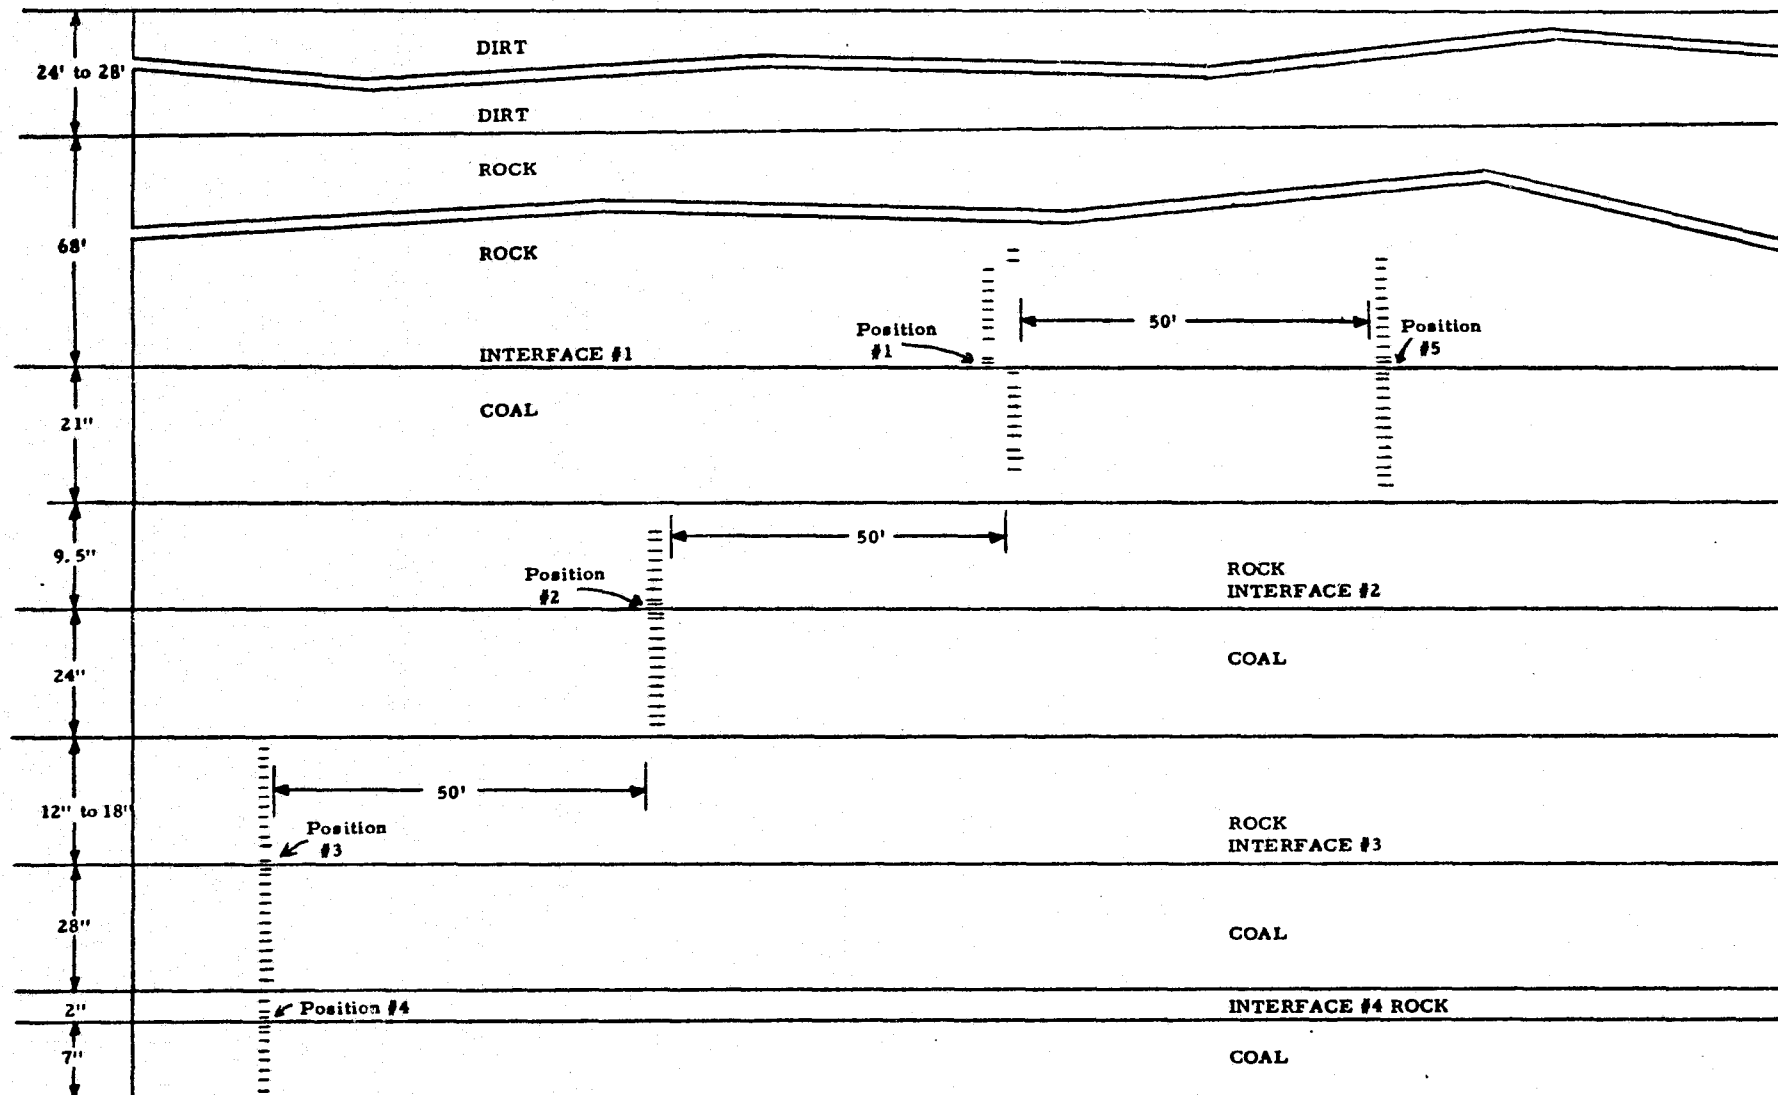 DIRT
24' to 28'
DIRT
ROCK
68'
ROCK
50'
Position
#1
Position
#5
INTERFACE #1
COAL
21"
50'
9.5"
Position
#2
ROCK
INTERFACE #2
24"
COAL
50'
12" to 18"
Position
#3
ROCK
INTERFACE #3
28"
COAL
2"
Position #4
INTERFACE #4 ROCK
7"
COAL